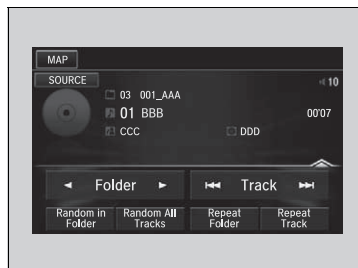 MAP
SOURCE
10
03 001_AAA
01 BBB
00'07
CCC
DDD
Folder
Track
Random in Folder
Random All Tracks
Repeat Folder
Repeat Track